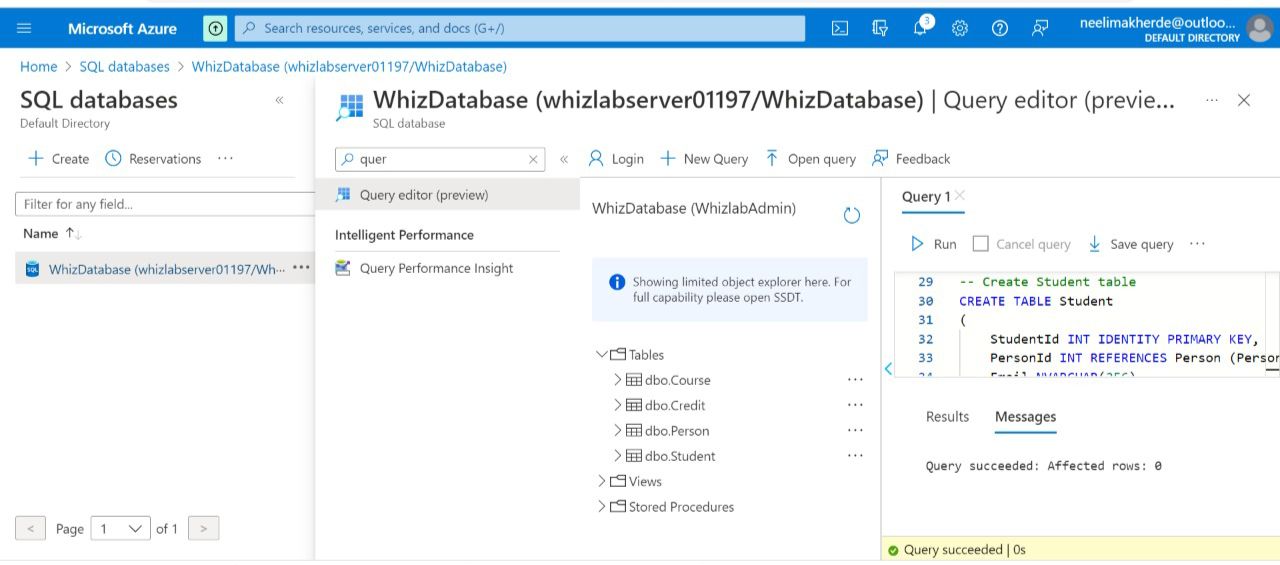 Microsoft Azure
Search resources, services, and docs (G+/)
3
neelimakherde@outloo...
DEFAULT DIRECTORY
Home > SQL databases > WhizDatabase (whizlabserver01197/WhizDatabase)
SQL databases
Default Directory
«
+ Create
Reservations
...
Filter for any field...
Name ↑↓
SQL
WhizDatabase (whizlabserver01197/Wh... ...
< Page 1 of 1 >
WhizDatabase (whizlabserver01197/WhizDatabase) | Query editor (previe...
SQL database
...
quer
«
Query editor (preview)
Intelligent Performance
Query Performance Insight
Login
+ New Query
Open query
Feedback
WhizDatabase (WhizlabAdmin)
Showing limited object explorer here. For
full capability please open SSDT.
Tables
dbo.Course ...
dbo.Credit ...
dbo.Person ...
dbo.Student ...
Views
Stored Procedures
Query 1
Run
Cancel query
Save query
...
29 -- Create Student table
30 CREATE TABLE Student
31 (
32 StudentId INT IDENTITY PRIMARY KEY,
33 PersonId INT REFERENCES Person (Person
34 Email NVARCHAR(256)
Results
Messages
Query succeeded: Affected rows: 0
Query succeeded | 0s